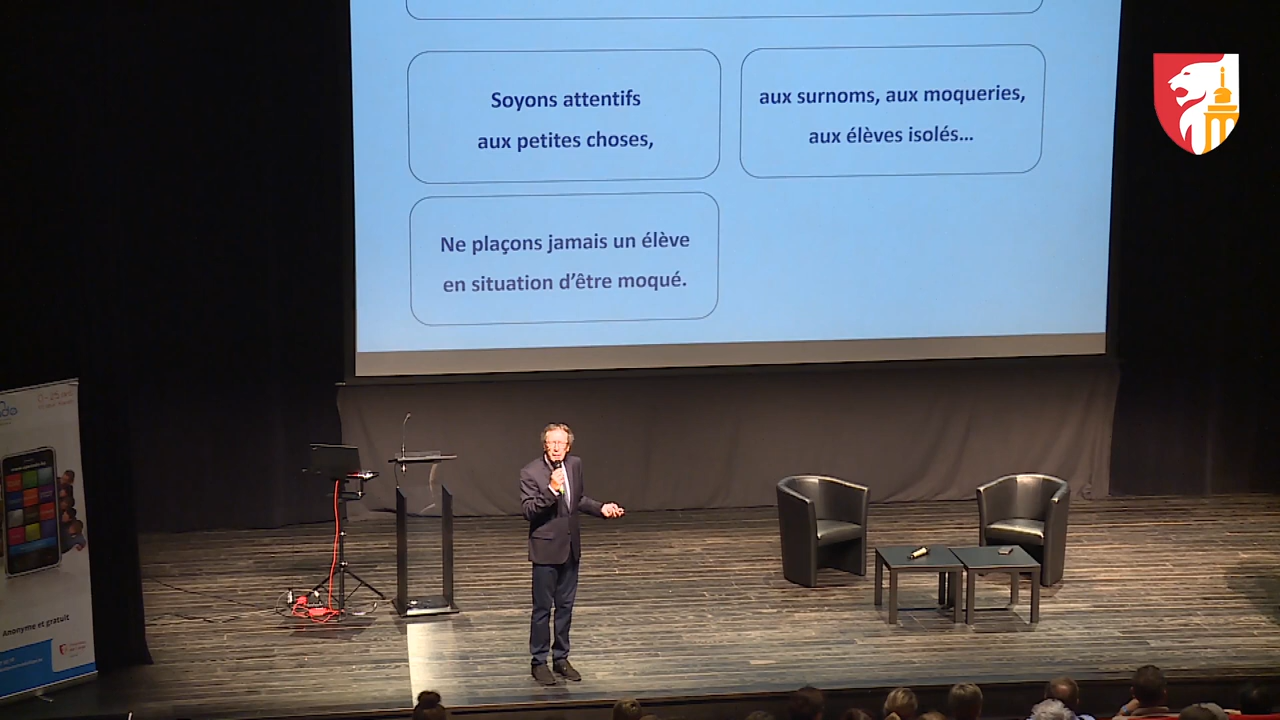 Soyons attentifs
aux petites choses,
aux surnoms, aux moqueries,
aux élèves isolés...
Ne plaçons jamais un élève
en situation d'être moqué.
Anonyme et gratuit